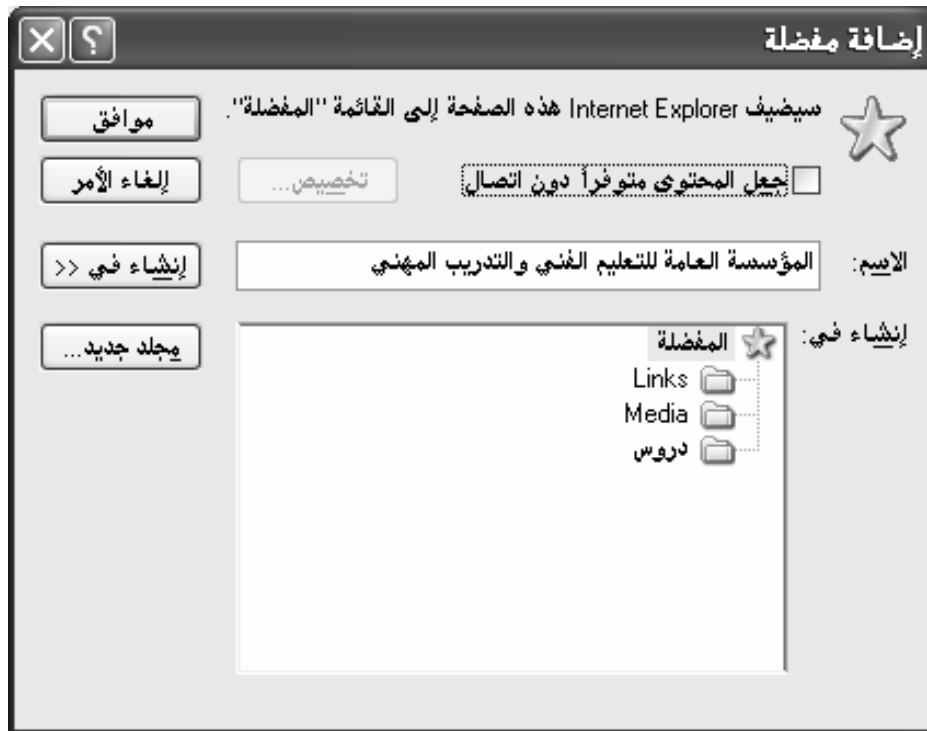 إضافة مفضلة
سيضيف Internet Explorer هذه الصفحة إلى القائمة "المفضلة".
موافق
جعل المحتوى متوفراً دون اتصال
تخصيص...
إلغاء الأمر
الاسم:
المؤسسة العامة للتعليم الفني والتدريب المهني
إنشاء في <<
إنشاء في:
المفضلة
مجلد جديد...
Links
Media
دروس